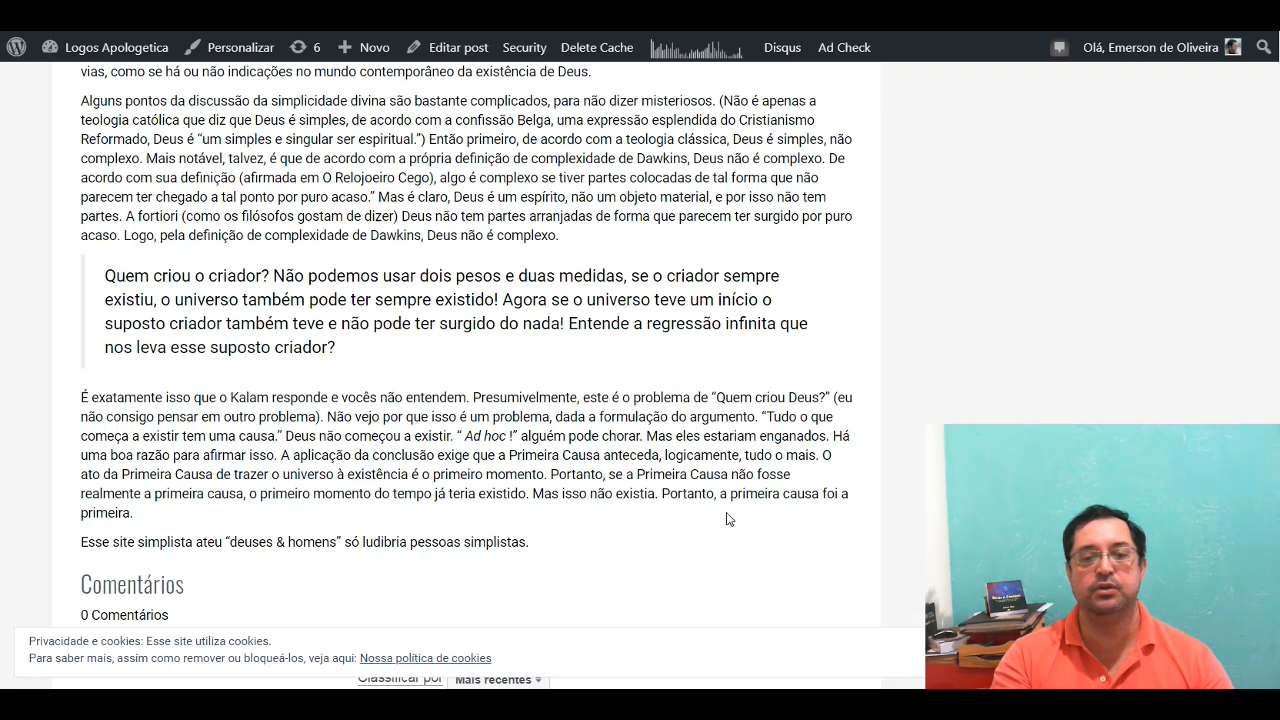 Logos Apologetica Personalizar 6 Novo Editar post Security Delete Cache Disqus Ad Check Olá, Emerson de Oliveira
vias, como se há ou não indicações no mundo contemporâneo da existência de Deus.
Alguns pontos da discussão da simplicidade divina são bastante complicados, para não dizer misteriosos. (Não é apenas a
teologia católica que diz que Deus é simples, de acordo com a confissão Belga, uma expressão esplendida do Cristianismo
Reformado, Deus é “um simples e singular ser espiritual.”) Então primeiro, de acordo com a teologia clássica, Deus é simples, não
complexo. Mais notável, talvez, é que de acordo com a própria definição de complexidade de Dawkins, Deus não é complexo. De
acordo com sua definição (afirmada em O Relojoeiro Cego), algo é complexo se tiver partes colocadas de tal forma que não
parecem ter chegado a tal ponto por puro acaso.” Mas é claro, Deus é um espírito, não um objeto material, e por isso não tem
partes. A fortiori (como os filósofos gostam de dizer) Deus não tem partes arranjadas de forma que parecem ter surgido por puro
acaso. Logo, pela definição de complexidade de Dawkins, Deus não é complexo.
Quem criou o criador? Não podemos usar dois pesos e duas medidas, se o criador sempre
existiu, o universo também pode ter sempre existido! Agora se o universo teve um início o
suposto criador também teve e não pode ter surgido do nada! Entende a regressão infinita que
nos leva esse suposto criador?
É exatamente isso que o Kalam responde e vocês não entendem. Presumivelmente, este é o problema de “Quem criou Deus?” (eu
não consigo pensar em outro problema). Não vejo por que isso é um problema, dada a formulação do argumento. “Tudo o que
começa a existir tem uma causa.” Deus não começou a existir. “ Ad hoc !” alguém pode chorar. Mas eles estariam enganados. Há
uma boa razão para afirmar isso. A aplicação da conclusão exige que a Primeira Causa anteceda, logicamente, tudo o mais. O
ato da Primeira Causa de trazer o universo à existência é o primeiro momento. Portanto, se a Primeira Causa não fosse
realmente a primeira causa, o primeiro momento do tempo já teria existido. Mas isso não existia. Portanto, a primeira causa foi a
primeira.
Esse site simplista ateu “deuses & homens” só ludibria pessoas simplistas.
Comentários
0 Comentários
Privacidade e cookies: Esse site utiliza cookies.
Para saber mais, assim como remover ou bloqueá-los, veja aqui: Nossa política de cookies
Classificar por Mais recentes